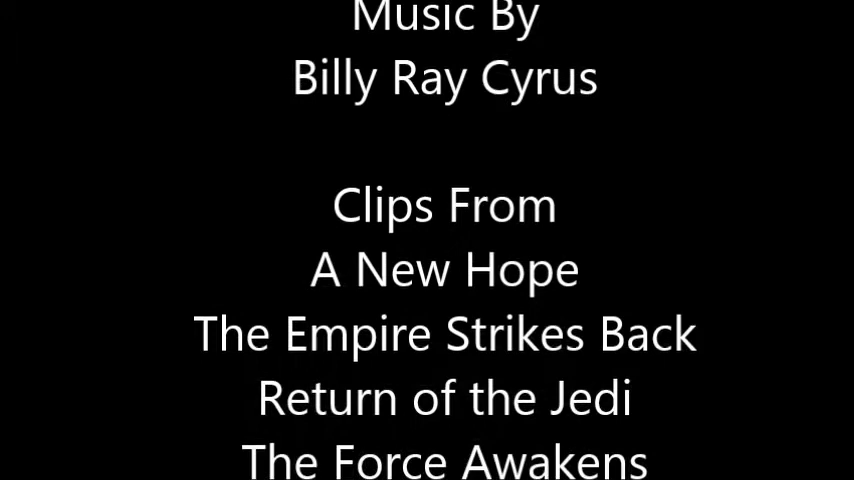 Music By
Billy Ray Cyrus
Clips From
A New Hope
The Empire Strikes Back
Return of the Jedi
The Force Awakens